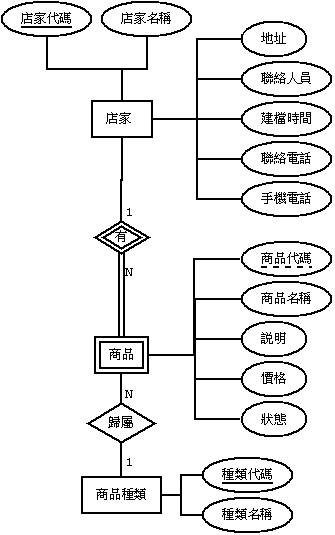 店家代碼
店家名稱
地址
聯絡人員
店家
建檔時間
聯絡電話
手機電話
1
有
N
商品代碼
商品名稱
說明
商品
價格
N
狀態
歸屬
1
種類代碼
商品種類
種類名稱